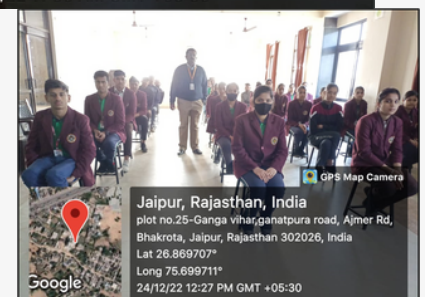 GPS Map Camera
Jaipur, Rajasthan, India
plot no.25-Ganga vihar,ganatpura road, Ajmer Rd,
Bhakrota, Jaipur, Rajasthan 302026, India
Lat 26.869707°
Long 75.699711°
24/12/22 12:27 PM GMT +05:30
Google